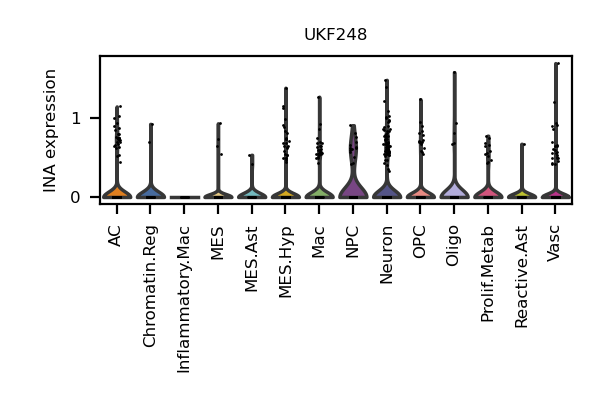 UKF248
INA expression
1
0
AC
Chromatin.Reg
Inflammatory.Mac
MES
MES.Ast
MES.Hyp
Mac
NPC
Neuron
OPC
Oligo
Prolif.Metab
Reactive.Ast
Vasc